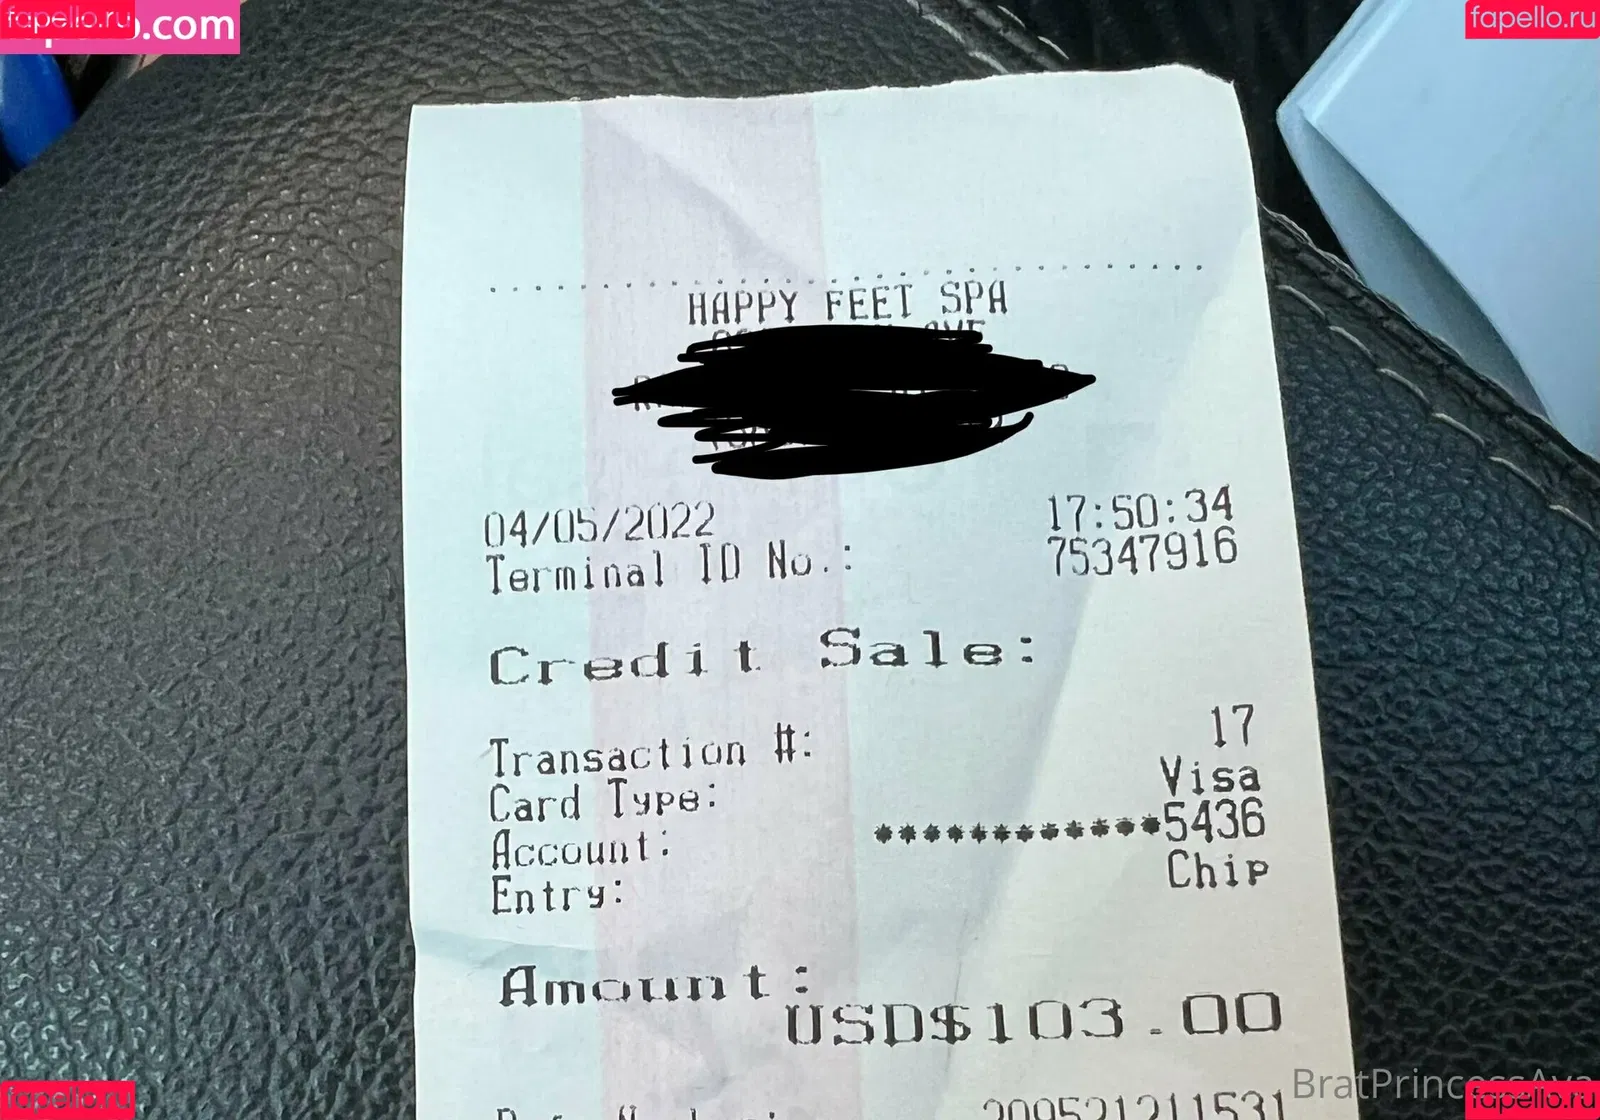 fapello.ru
.com
fapello.ru
HAPPY FEET SPA
AVE
04/05/2022 17:50:34
Terminal ID No.: 75347916
Credit Sale:
Transaction #: 17
Card Type: Visa
Account: ************5436
Entry: Chip
Amount:
USD$103.00
209521211531
BratPrincessAva
fapello.ru
fapello.ru